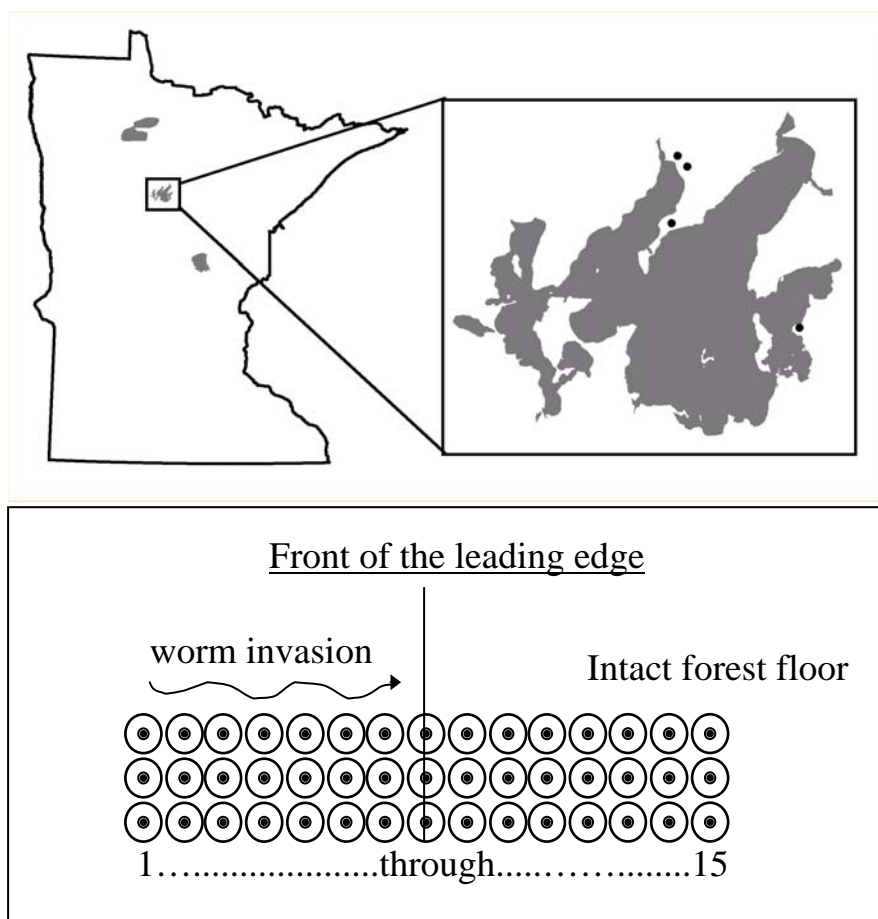 Front of the leading edge
worm invasion
Intact forest floor
1….....................through.....…….......15